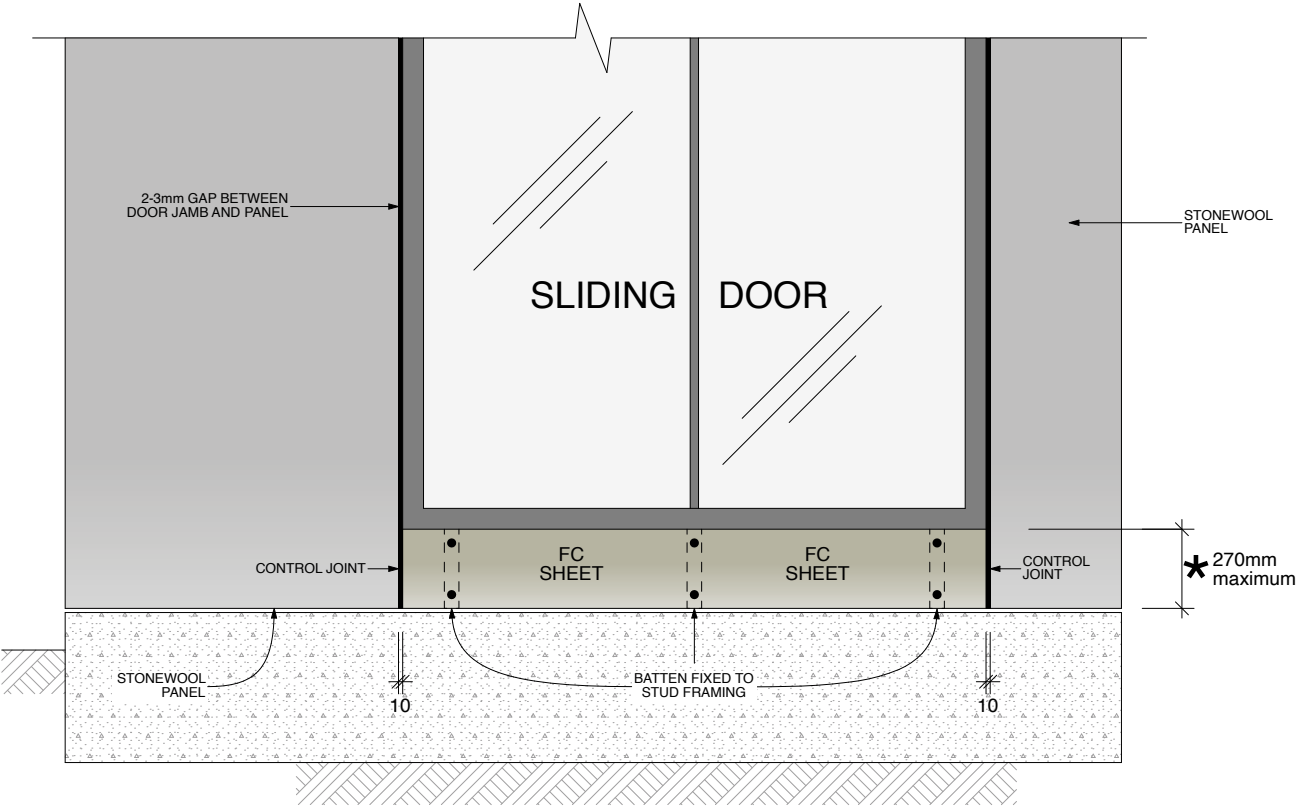 2-3mm GAP BETWEEN
DOOR JAMB AND PANEL
STONEWOOL
PANEL
SLIDING DOOR
FC
SHEET
FC
SHEET
CONTROL JOINT
CONTROL
JOINT
* 270mm
maximum
STONEWOOL
PANEL
BATTEN FIXED TO
STUD FRAMING
10
10